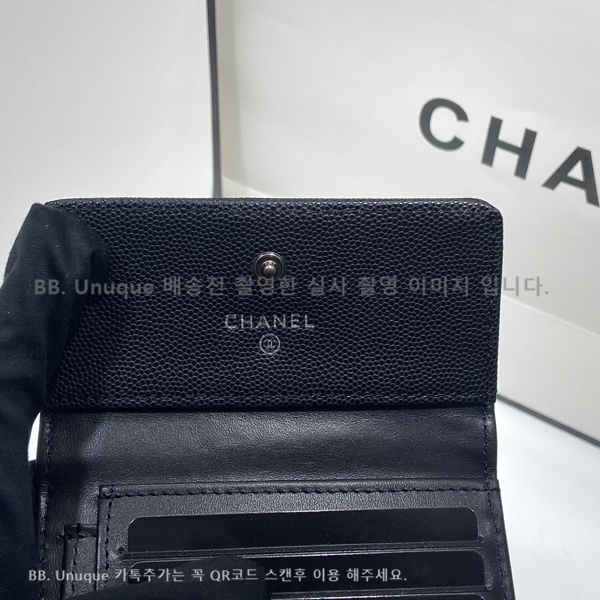 CHA
BB. Unuque 배송전 촬영한 실사 촬영 이미지 입니다.
CHANEL
BB. Unuque 카톡추가는 꼭 QR코드 스캔후 이용 해주세요.